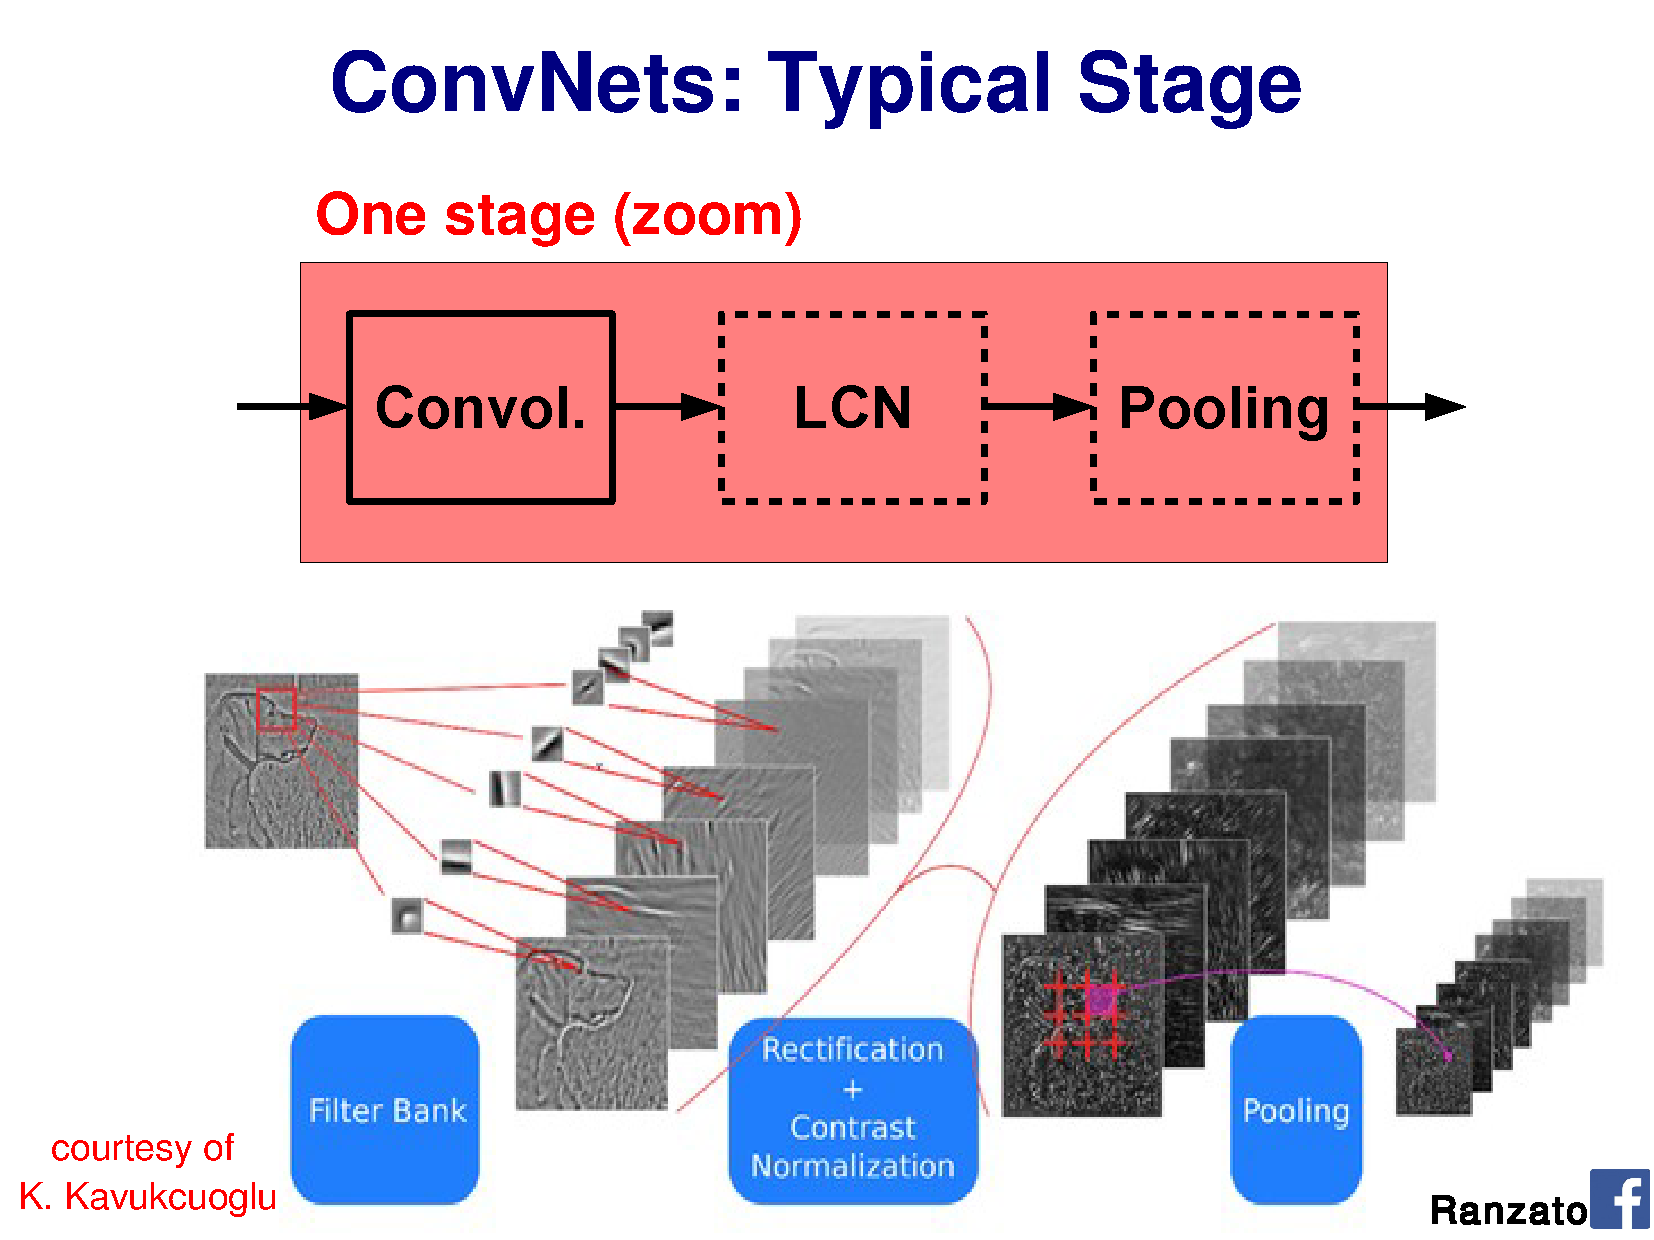 ConvNets: Typical Stage
One stage (zoom)
Convol.
LCN
Pooling
Filter Bank
Rectification
+
Contrast
Normalization
Pooling
courtesy of
K. Kavukcuoglu
Ranzato